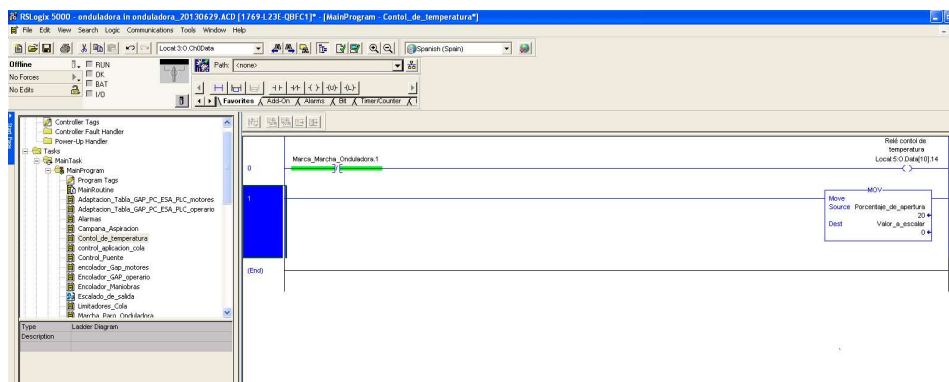 RSLogix 5000 - onduladora in onduladora_20130629.ACD [1769-L23E-QBFC1]* - [MainProgram - Contol_de_temperatura*]
File Edit View Search Logic Communications Tools Window Help
Local:3:0.Ch0Data
Spanish (Spain)
Offline
RUN
Path: <none>
No Forces
OK
BAT
No Edits
I/O
Favorites Add-On Alarms Bit Timer/Counter
Controller Tags
Controller Fault Handler
Power-Up Handler
Tasks
MainTask
MainProgram
Program Tags
MainRoutine
Adaptacion_Tabla_GAP_PC_ESA_PLC_motores
Adaptacion_Tabla_GAP_PC_ESA_PLC_operario
Alarmas
Campana_Aspiracion
Contol_de_temperatura
control_aplicacion_cola
Control_Puente
encolador_Gap_motores
Encolador_GAP_operario
Encolador_Maniobras
Escalado_de_salida
Limitadores_Cola
Marcha_Paro_Onduladora
Type Ladder Diagram
Description
Relé contol de
temperatura
Marca_Marcha_Onduladora.1
Local:5:O.Data[10].14
0
1
MOV
Move
Source Porcentaje_de_apertura
20
Dest Valor_a_escalar
0
(End)